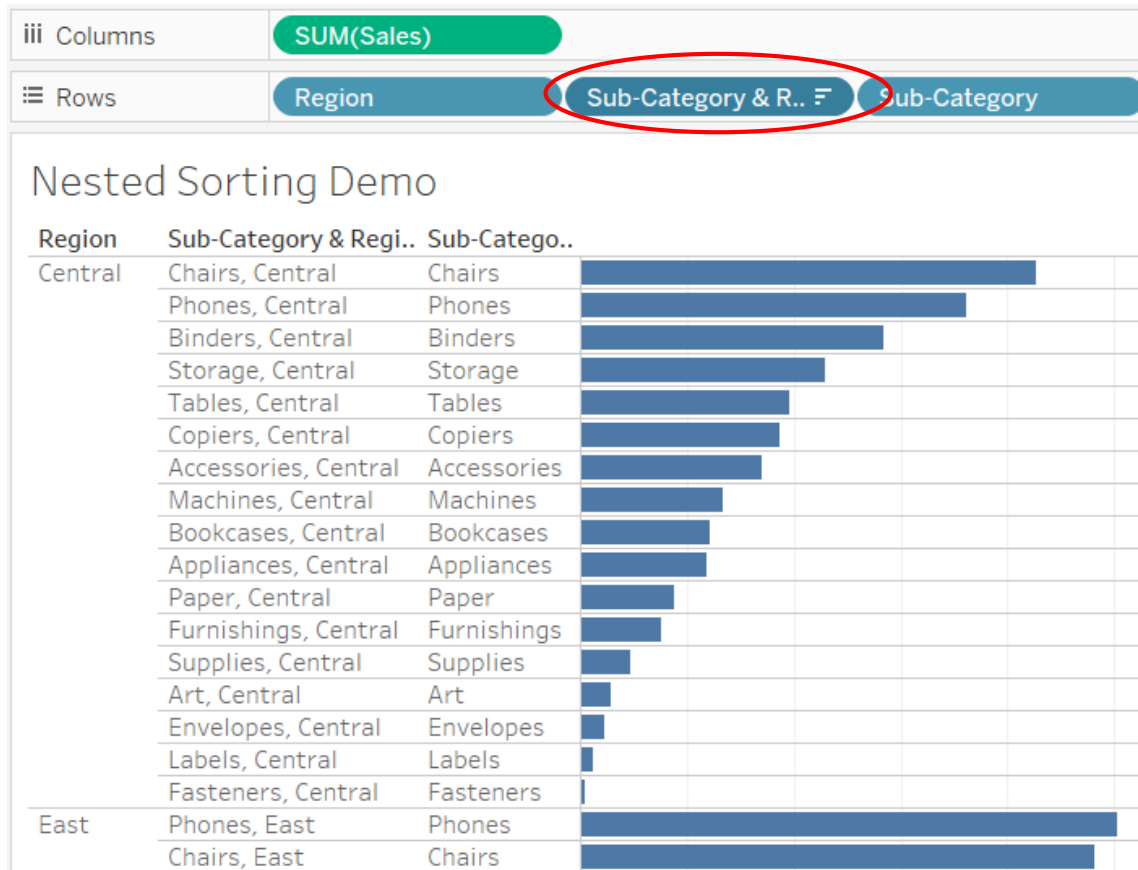 Columns SUM(Sales)
Rows Region Sub-Category & R.. Sub-Category
Nested Sorting Demo
Region Sub-Category & Regi.. Sub-Catego..
Central Chairs, Central Chairs
Phones, Central Phones
Binders, Central Binders
Storage, Central Storage
Tables, Central Tables
Copiers, Central Copiers
Accessories, Central Accessories
Machines, Central Machines
Bookcases, Central Bookcases
Appliances, Central Appliances
Paper, Central Paper
Furnishings, Central Furnishings
Supplies, Central Supplies
Art, Central Art
Envelopes, Central Envelopes
Labels, Central Labels
Fasteners, Central Fasteners
East Phones, East Phones
Chairs, East Chairs